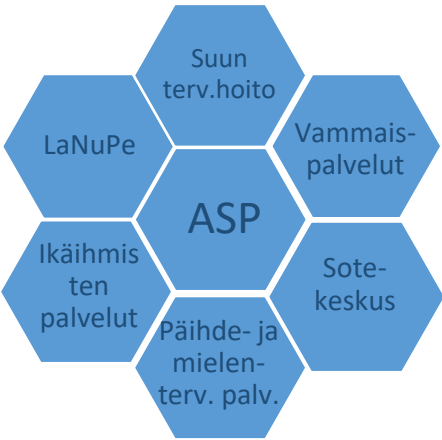 Suun
terv.hoito
LaNuPe
Vammais-
palvelut
ASP
Ikäihmis
ten
palvelut
Sote-
keskus
Päihde- ja
mielen-
terv. palv.